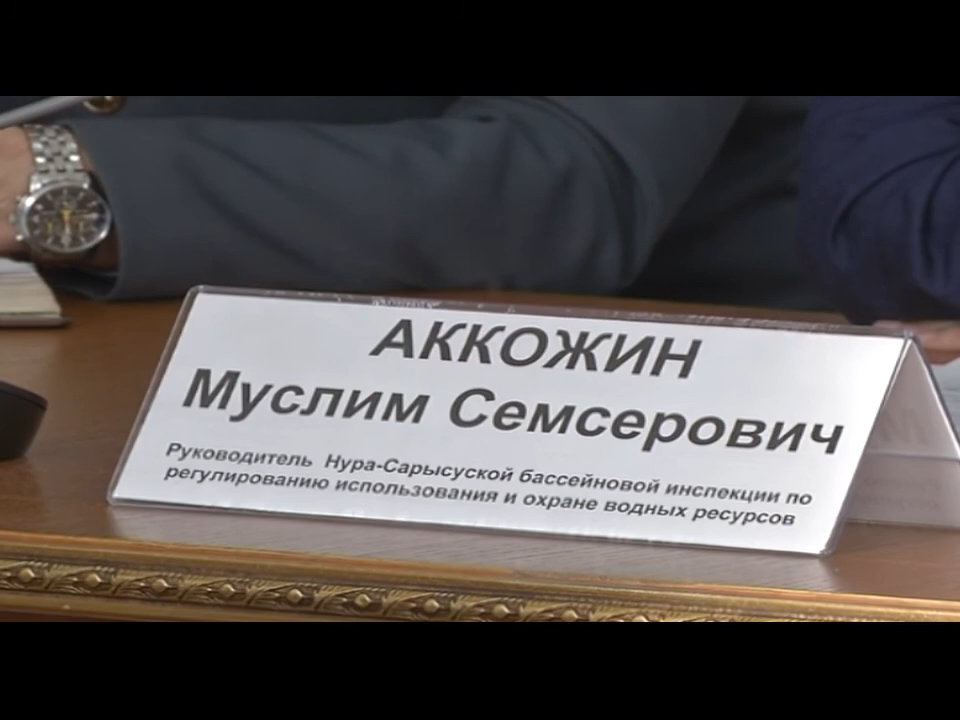 АККОЖИН
Муслим Семсерович
Руководитель Нура-Сарысуской бассейновой инспекции по
регулированию использования и охране водных ресурсов